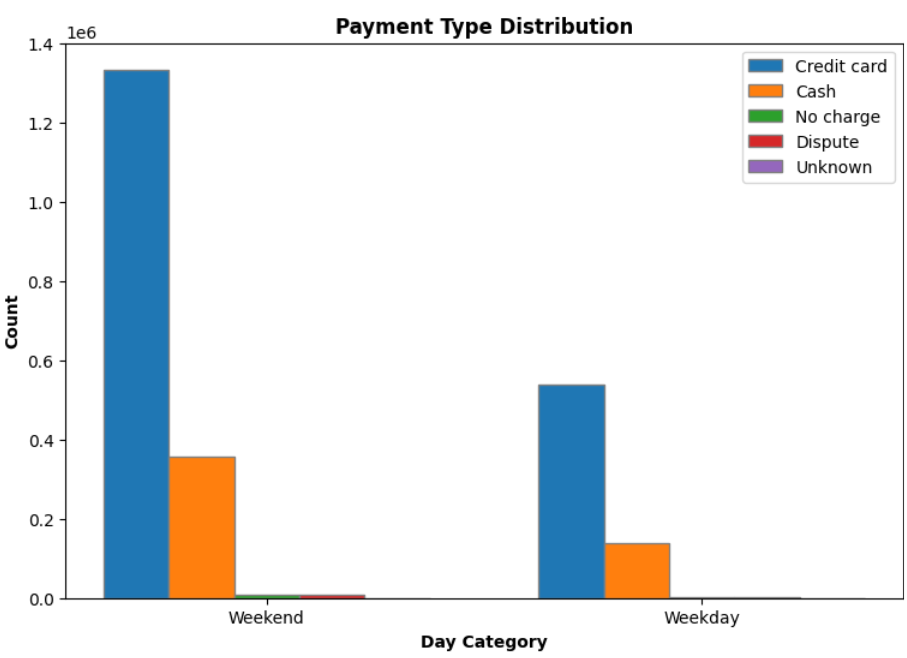 Payment Type Distribution
1e6
1.4
1.2
1.0
0.8
0.6
0.4
0.2
0.0
Count
Credit card
Cash
No charge
Dispute
Unknown
Weekend
Weekday
Day Category